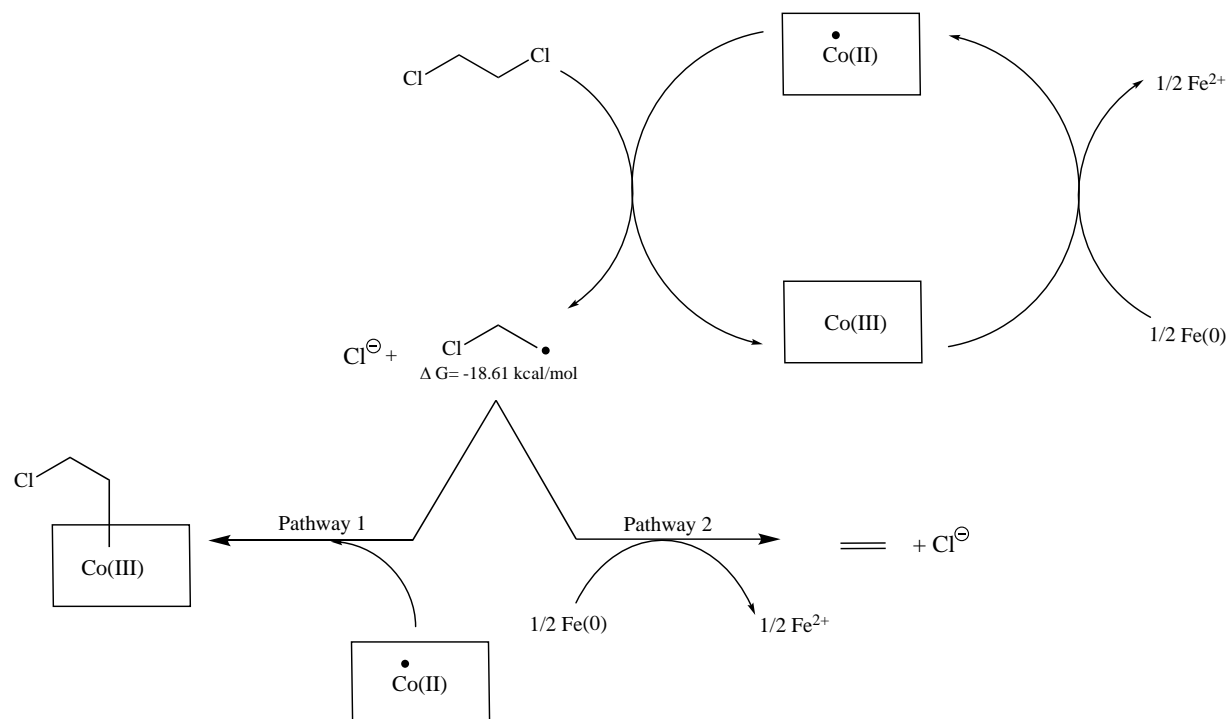 Cl
Cl
•
Co(II)
1/2 Fe²⁺
Co(III)
1/2 Fe(0)
Cl⊖ +
Cl
•
Δ G= -18.61 kcal/mol
Cl
Pathway 1
Pathway 2
Co(III)
+ Cl⊖
1/2 Fe(0)
1/2 Fe²⁺
•
Co(II)